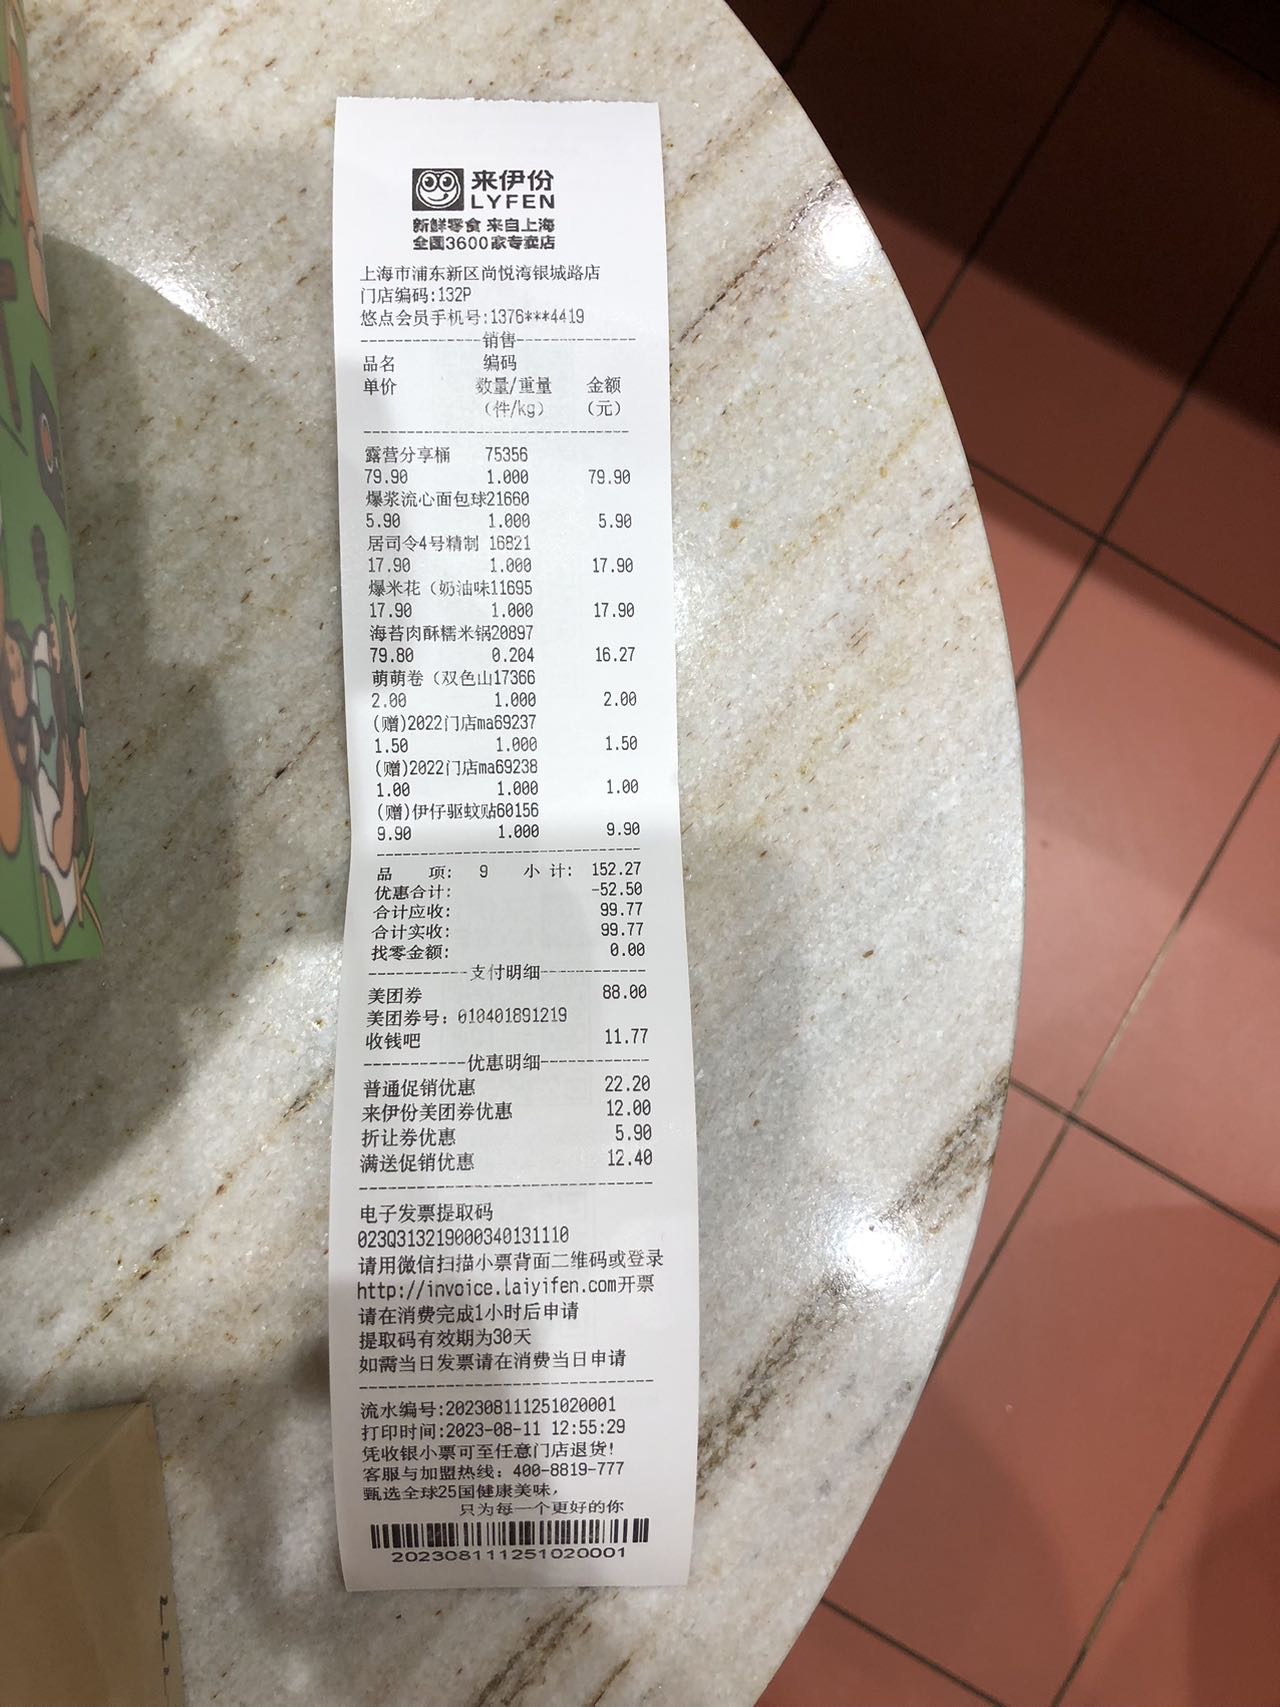 来伊份
LYFEN
新鲜零食 来自上海
全国3600家专卖店
上海市浦东新区尚悦湾银城路店
门店编码:132P
悠点会员手机号:1376***4419
------------销售------------
品名 编码
单价 数量/重量 金额
(件/kg) (元)
露营分享桶 75356
79.90 1.000 79.90
爆浆流心面包球21660
5.90 1.000 5.90
居司令4号精制 16821
17.90 1.000 17.90
爆米花（奶油味11695
17.90 1.000 17.90
海苔肉酥糯米锅20897
79.80 0.204 16.27
萌萌卷（双色山17366
2.00 1.000 2.00
(赠)2022门店ma69237
1.50 1.000 1.50
(赠)2022门店ma69238
1.00 1.000 1.00
(赠)伊仔驱蚊贴60156
9.90 1.000 9.90
品 项: 9 小 计: 152.27
优惠合计: -52.50
合计应收: 99.77
合计实收: 99.77
找零金额: 0.00
----------支付明细----------
美团券 88.00
美团券号：010401891219
收钱吧 11.77
----------优惠明细----------
普通促销优惠 22.20
来伊份美团券优惠 12.00
折让券优惠 5.90
满送促销优惠 12.40
电子发票提取码
023Q313219000340131110
请用微信扫描小票背面二维码或登录
http://invoice.laiyifen.com开票
请在消费完成1小时后申请
提取码有效期为30天
如需当日发票请在消费当日申请
流水编号:202308111251020001
打印时间:2023-08-11 12:55:29
凭收银小票可至任意门店退货!
客服与加盟热线：400-8819-777
甄选全球25国健康美味，
只为每一个更好的你
202308111251020001